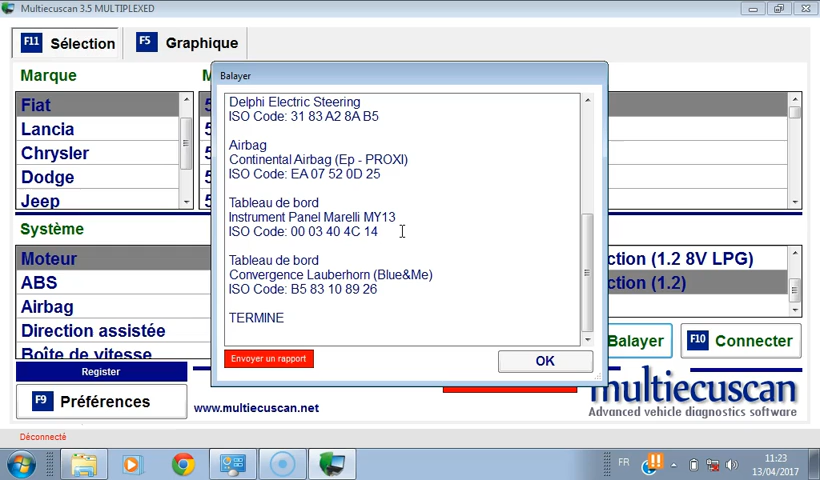 Multiecuscan 3.5 MULTIPLEXED
F11 Sélection
F5 Graphique
Marque
Fiat
Lancia
Chrysler
Dodge
Jeep
Système
Moteur
ABS
Airbag
Direction assistée
Boîte de vitesse
Register
F9 Préférences
www.multiecuscan.net
Déconnecté
Balayer
Delphi Electric Steering
ISO Code: 31 83 A2 8A B5
Airbag
Continental Airbag (Ep - PROXI)
ISO Code: EA 07 52 0D 25
Tableau de bord
Instrument Panel Marelli MY13
ISO Code: 00 03 40 4C 14
Tableau de bord
Convergence Lauberhorn (Blue&Me)
ISO Code: B5 83 10 89 26
TERMINE
Envoyer un rapport
OK
ction (1.2 8V LPG)
ction (1.2)
Balayer
F10 Connecter
multiecuscan
Advanced vehicle diagnostics software
FR
11:23
13/04/2017